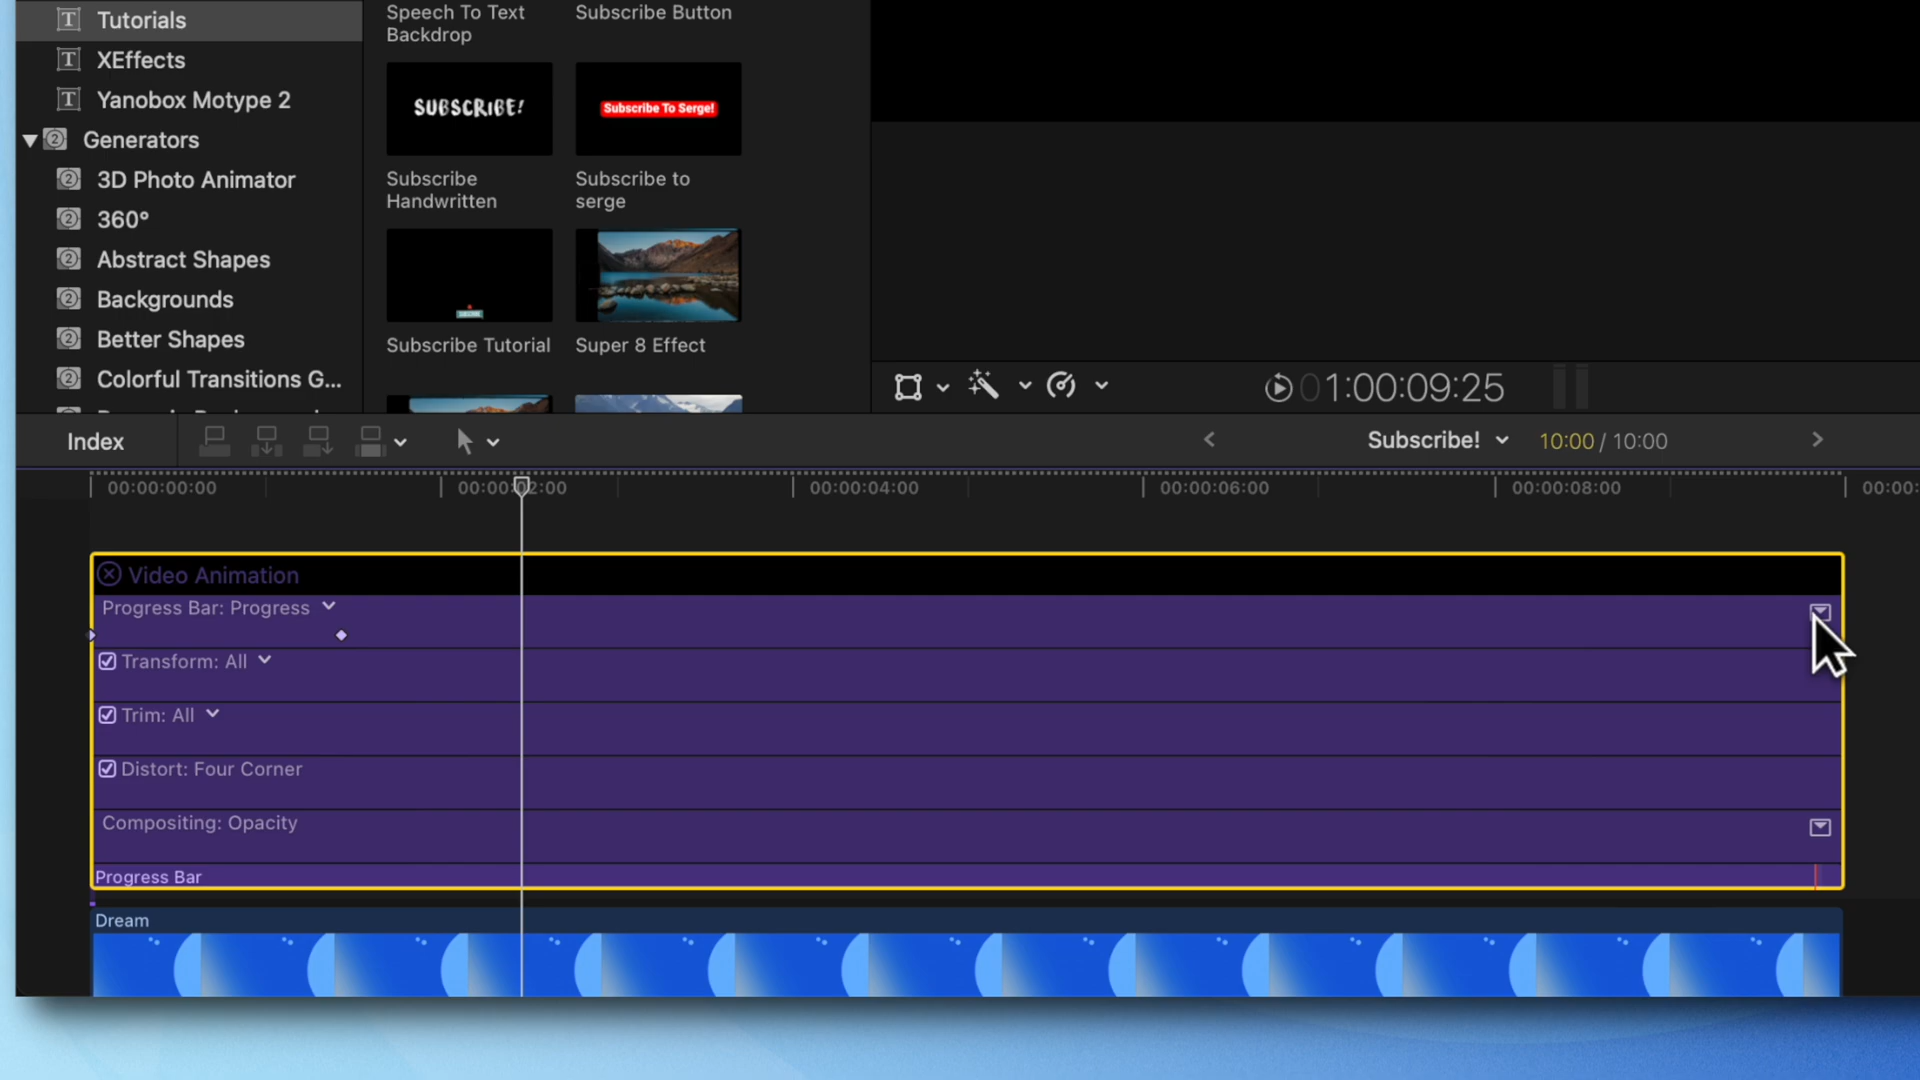 Tutorials
XEffects
Yanobox Motype 2
Generators
3D Photo Animator
360°
Abstract Shapes
Backgrounds
Better Shapes
Colorful Transitions G...
Speech To Text
Backdrop
Subscribe Button
SUBSCRIBE!
Subscribe To Serge!
Subscribe
Handwritten
Subscribe to
serge
SUBSCRIBE
Subscribe Tutorial
Super 8 Effect
01:00:09:25
Index
Subscribe!
10:00 / 10:00
00:00:00:00
00:00:02:00
00:00:04:00
00:00:06:00
00:00:08:00
00:00:
Video Animation
Progress Bar: Progress
Transform: All
Trim: All
Distort: Four Corner
Compositing: Opacity
Progress Bar
Dream